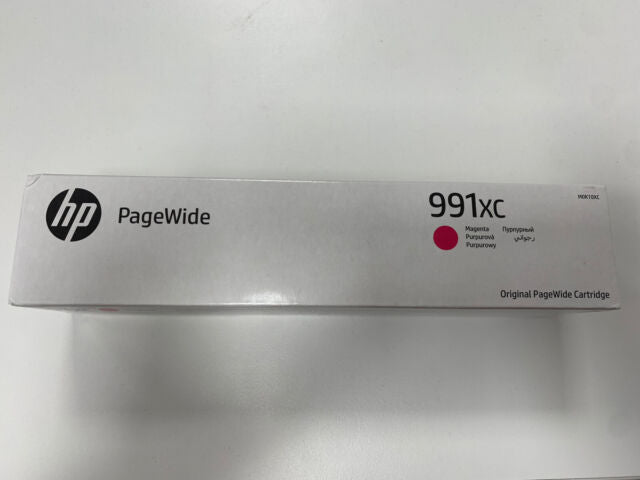 hp
PageWide
991XC
M0K10XC
Magenta Пурпурный
Purpurová أرجواني
Purpurowy
Original PageWide Cartridge